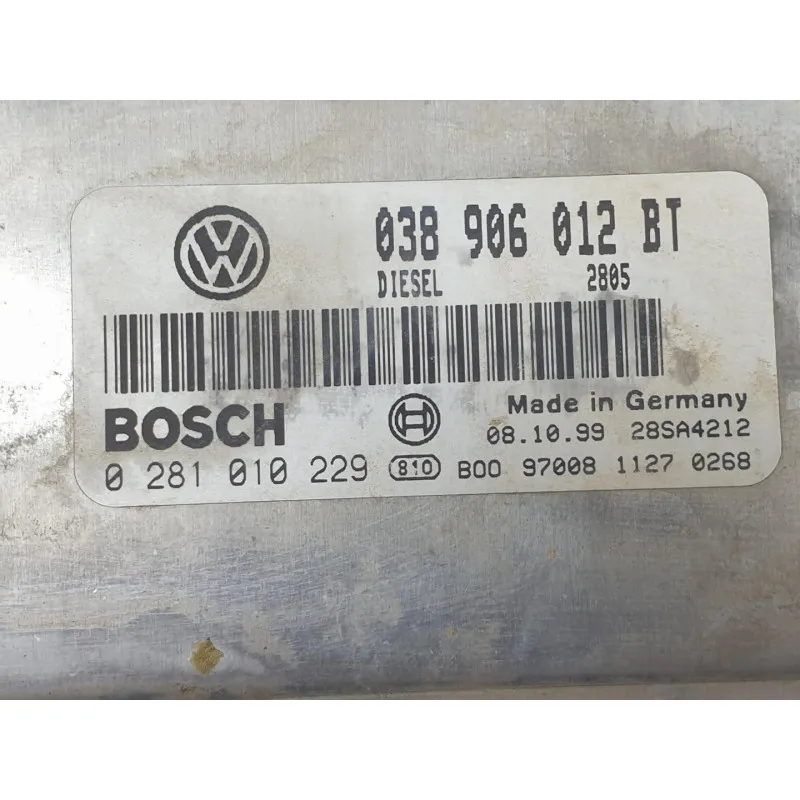 038 906 012 BT
DIESEL 2805
BOSCH Made in Germany
08.10.99 28SA4212
0 281 010 229 810 B00 97008 1127 0268